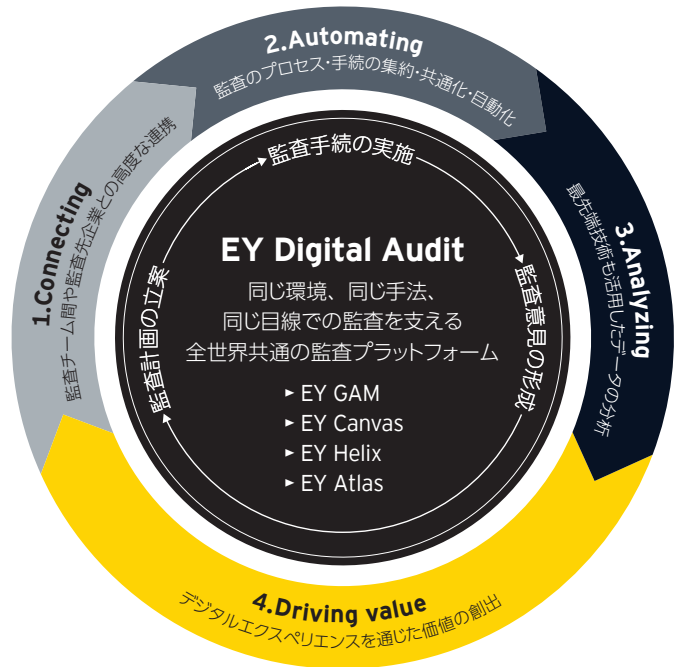 1.Connecting
監査チーム間や監査先企業との高度な連携
2.Automating
監査のプロセス・手続の集約・共通化・自動化
3.Analyzing
最先端技術も活用したデータの分析
4.Driving value
デジタルエクスペリエンスを通じた価値の創出
監査計画の立案
監査手続の実施
監査意見の形成
EY Digital Audit
同じ環境、同じ手法、
同じ目線での監査を支える
全世界共通の監査プラットフォーム
► EY GAM
► EY Canvas
► EY Helix
► EY Atlas